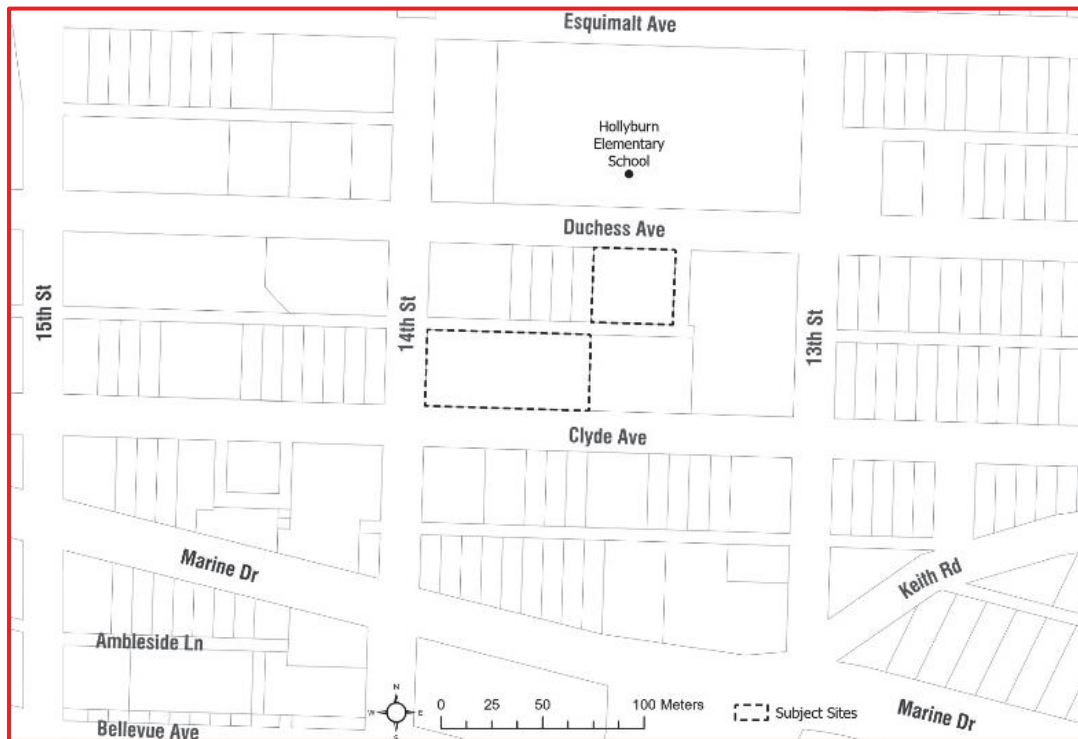 Esquimalt Ave
Hollyburn
Elementary
School
Duchess Ave
15th St
14th St
13th St
Clyde Ave
Marine Dr
Keith Rd
Ambleside Ln
N
W E
S
0 25 50 100 Meters
Subject Sites
Marine Dr
Bellevue Ave